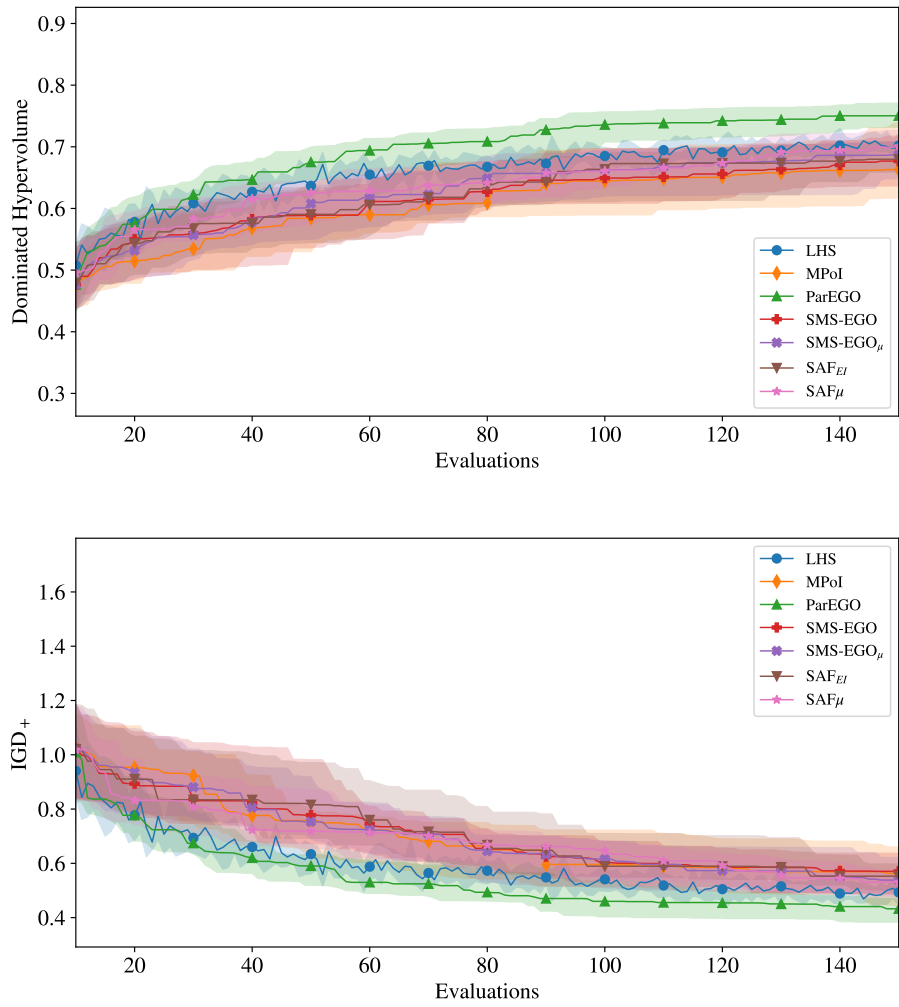 0.9
0.8
0.7
0.6
0.5
0.4
0.3
Dominated Hypervolume
LHS
MPoI
ParEGO
SMS-EGO
SMS-EGOμ
SAF_EI
SAFμ
20 40 60 80 100 120 140
Evaluations
1.6
1.4
1.2
1.0
0.8
0.6
0.4
IGD+
LHS
MPoI
ParEGO
SMS-EGO
SMS-EGOμ
SAF_EI
SAFμ
20 40 60 80 100 120 140
Evaluations